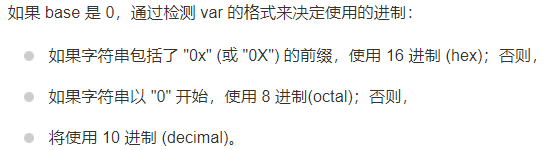 如果 base 是 0，通过检测 var 的格式来决定使用的进制：
如果字符串包括了 "0x" (或 "0X") 的前缀，使用 16 进制 (hex)；否则，
如果字符串以 "0" 开始，使用 8 进制(octal)；否则，
将使用 10 进制 (decimal)。